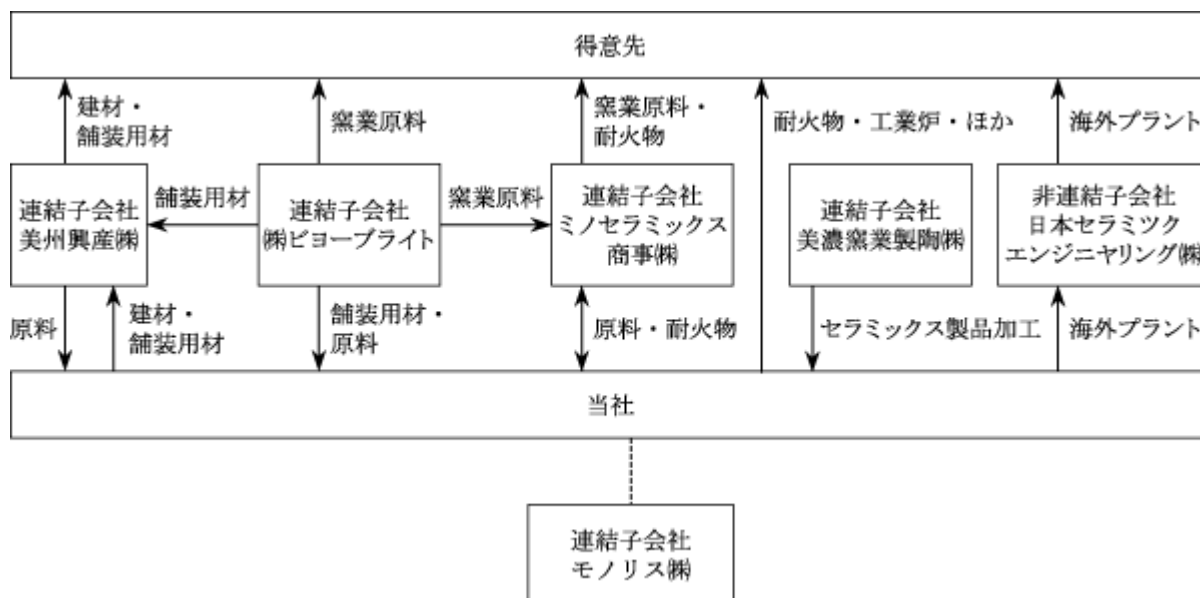 得意先
建材・
舗装用材
窯業原料
窯業原料・
耐火物
耐火物・工業炉・ほか
海外プラント
連結子会社
美州興産㈱
舗装用材
連結子会社
㈱ビョーブライト
窯業原料
連結子会社
ミノセラミックス
商事㈱
連結子会社
美濃窯業製陶㈱
非連結子会社
日本セラミツク
エンジニヤリング㈱
原料
建材・
舗装用材
舗装用材・
原料
原料・耐火物
セラミックス製品加工
海外プラント
当社
連結子会社
モノリス㈱